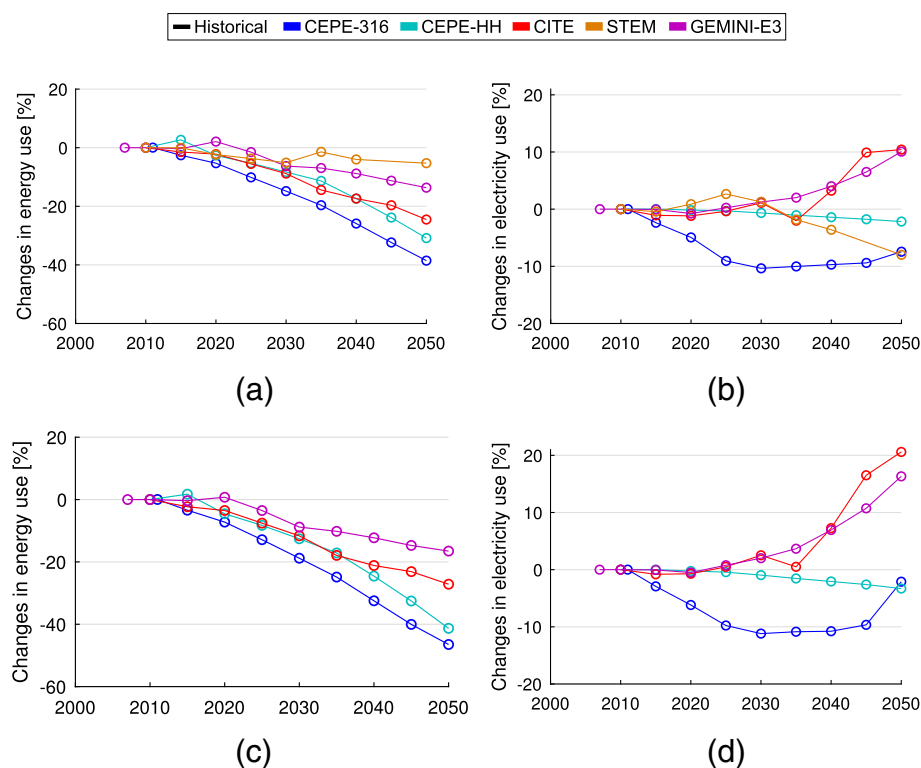 Historical CEPE-316 CEPE-HH CITE STEM GEMINI-E3
Changes in energy use [%]
20
0
-20
-40
-60
2000 2010 2020 2030 2040 2050
(a)
Changes in electricity use [%]
20
10
0
-10
-20
2000 2010 2020 2030 2040 2050
(b)
Changes in energy use [%]
20
0
-20
-40
-60
2000 2010 2020 2030 2040 2050
(c)
Changes in electricity use [%]
20
10
0
-10
-20
2000 2010 2020 2030 2040 2050
(d)